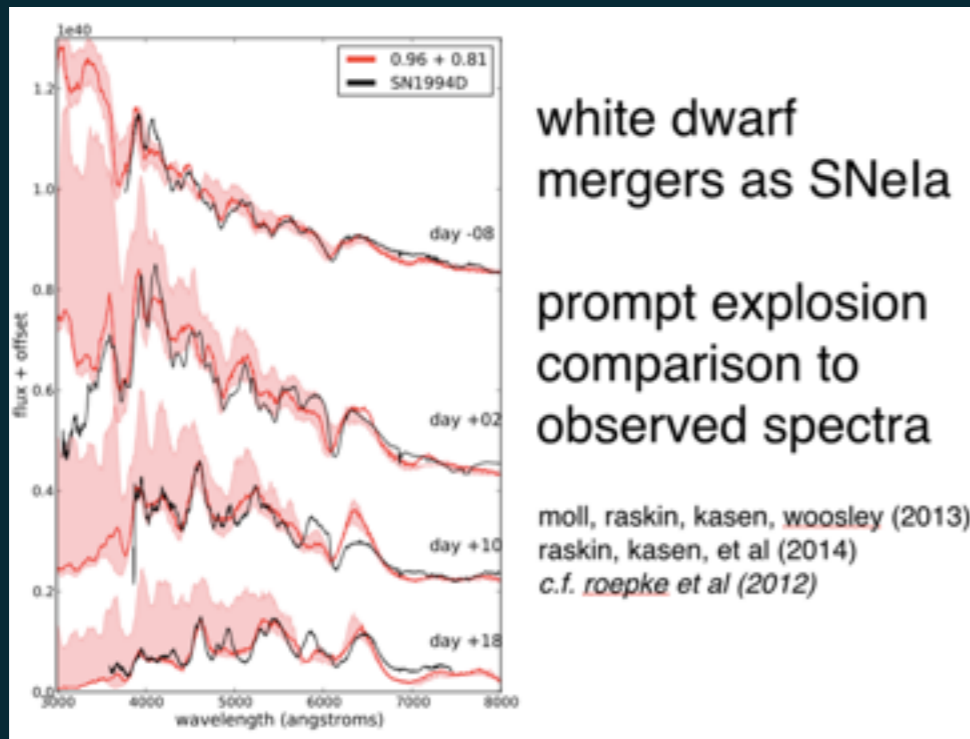 1e40
0.96 + 0.81
SN1994D
1.2
1.0
0.8
0.6
0.4
0.2
0.0
flux + offset
day -08
day +02
day +10
day +18
3000 4000 5000 6000 7000 8000
wavelength (angstroms)
white dwarf
mergers as SNeIa
prompt explosion
comparison to
observed spectra
moll, raskin, kasen, woosley (2013)
raskin, kasen, et al (2014)
c.f. roepke et al (2012)